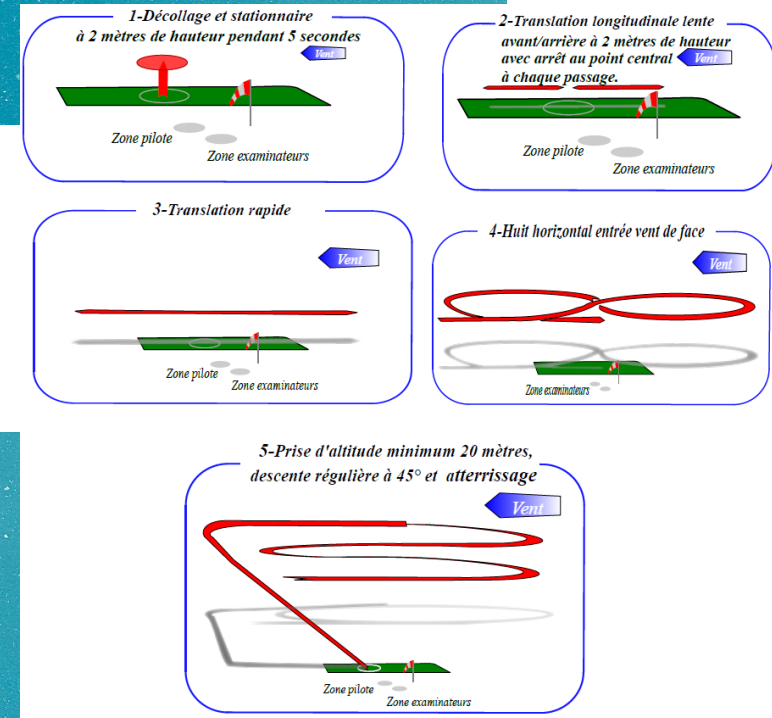 1-Décollage et stationnaire
à 2 mètres de hauteur pendant 5 secondes
Vent
Zone pilote
Zone examinateurs
2-Translation longitudinale lente
avant/arrière à 2 mètres de hauteur
avec arrêt au point central
à chaque passage.
Vent
Zone pilote
Zone examinateurs
3-Translation rapide
Vent
Zone pilote
Zone examinateurs
4-Huit horizontal entrée vent de face
Vent
Zone examinateurs
5-Prise d'altitude minimum 20 mètres,
descente régulière à 45° et atterrissage
Vent
Zone pilote
Zone examinateurs